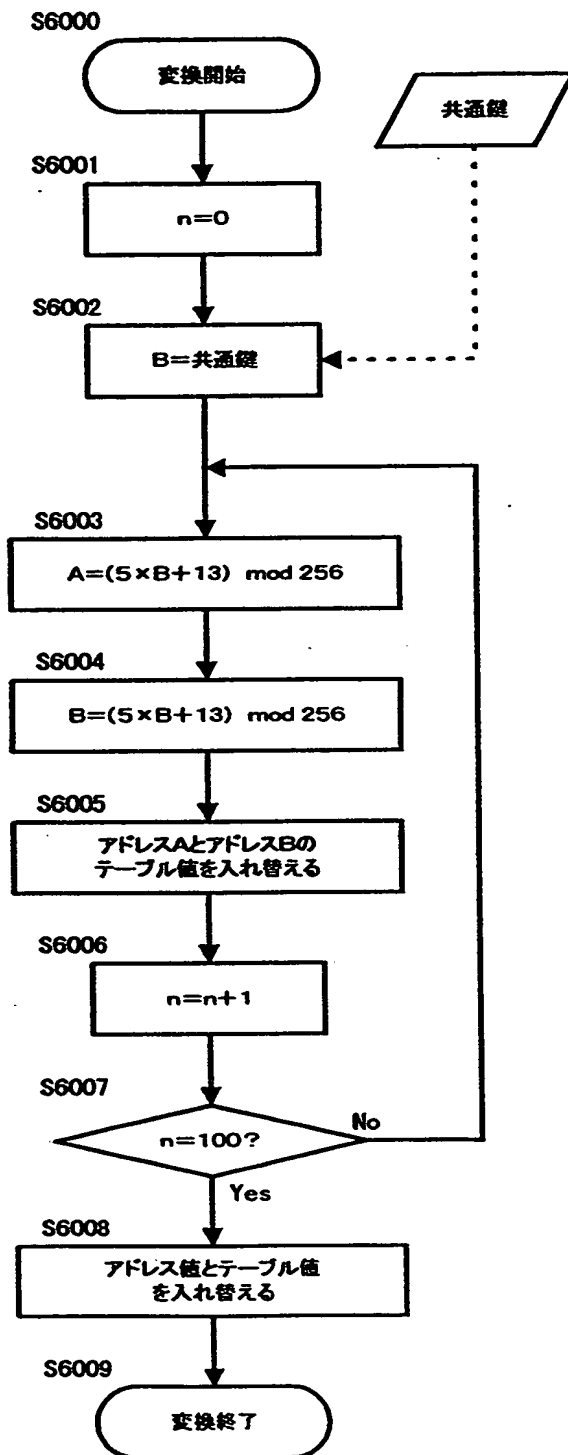 S6000
変換開始
共通鍵
S6001
n=0
S6002
B=共通鍵
S6003
A=(5×B+13) mod 256
S6004
B=(5×B+13) mod 256
S6005
アドレスAとアドレスBの
テーブル値を入れ替える
S6006
n=n+1
S6007
n=100?
No
Yes
S6008
アドレス値とテーブル値
を入れ替える
S6009
変換終了